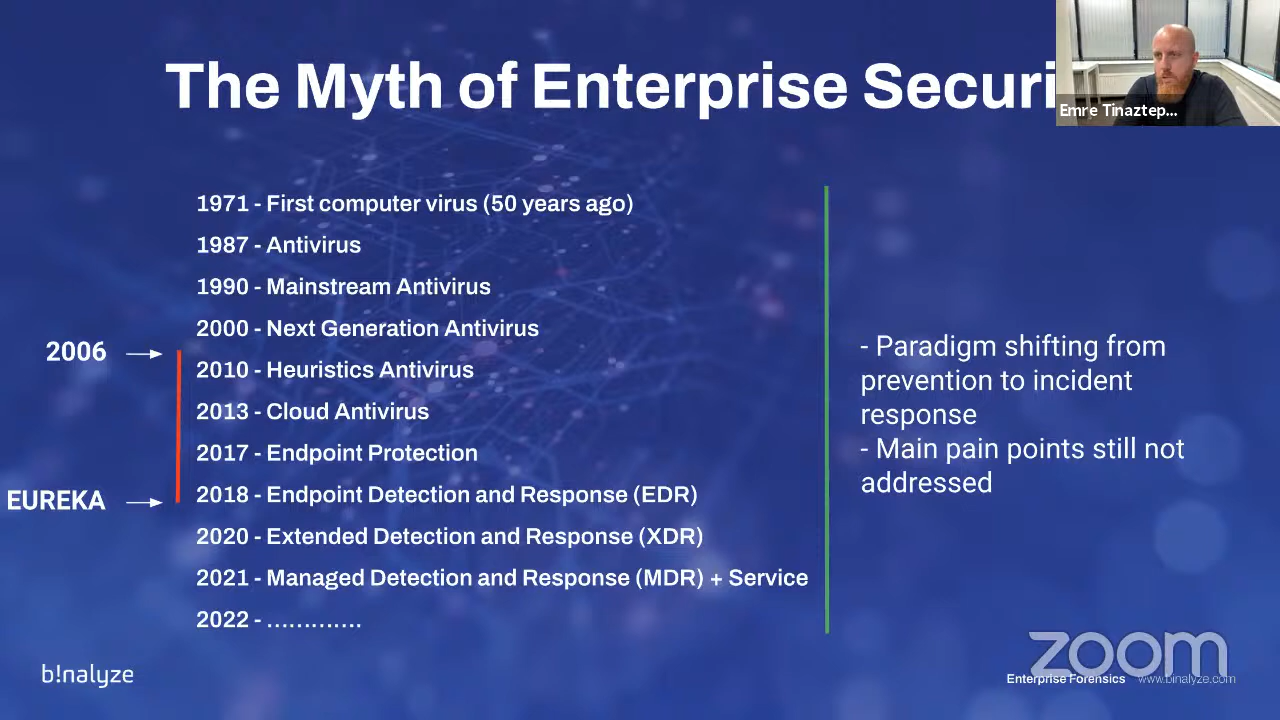 The Myth of Enterprise Securi
Emre Tinaztep...
1971 - First computer virus (50 years ago)
1987 - Antivirus
1990 - Mainstream Antivirus
2000 - Next Generation Antivirus
2006
2010 - Heuristics Antivirus
2013 - Cloud Antivirus
2017 - Endpoint Protection
EUREKA
2018 - Endpoint Detection and Response (EDR)
2020 - Extended Detection and Response (XDR)
2021 - Managed Detection and Response (MDR) + Service
2022 - .............
- Paradigm shifting from
prevention to incident
response
- Main pain points still not
addressed
b!nalyze
zoom
Enterprise Forensics www.binalyze.com